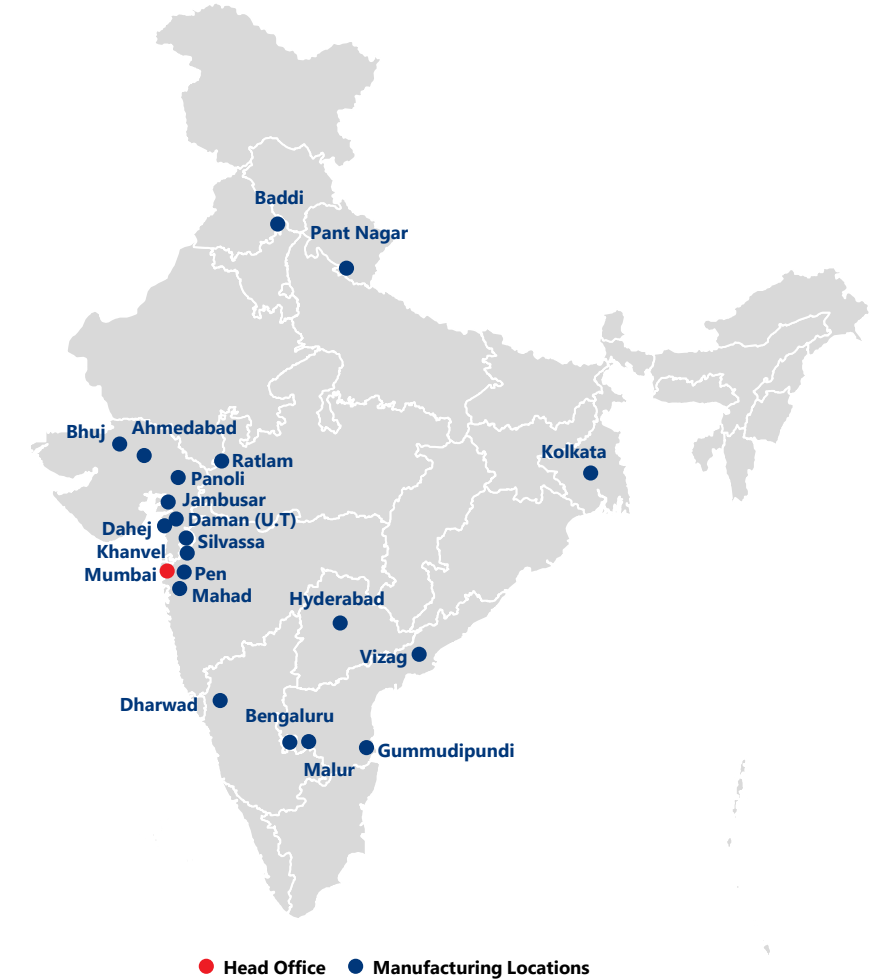 Baddi
Pant Nagar
Bhuj
Ahmedabad
Ratlam
Kolkata
Panoli
Jambusar
Dahej
Daman (U.T)
Silvassa
Khanvel
Mumbai
Pen
Mahad
Hyderabad
Vizag
Dharwad
Bengaluru
Gummudipundi
Malur
Head Office
Manufacturing Locations